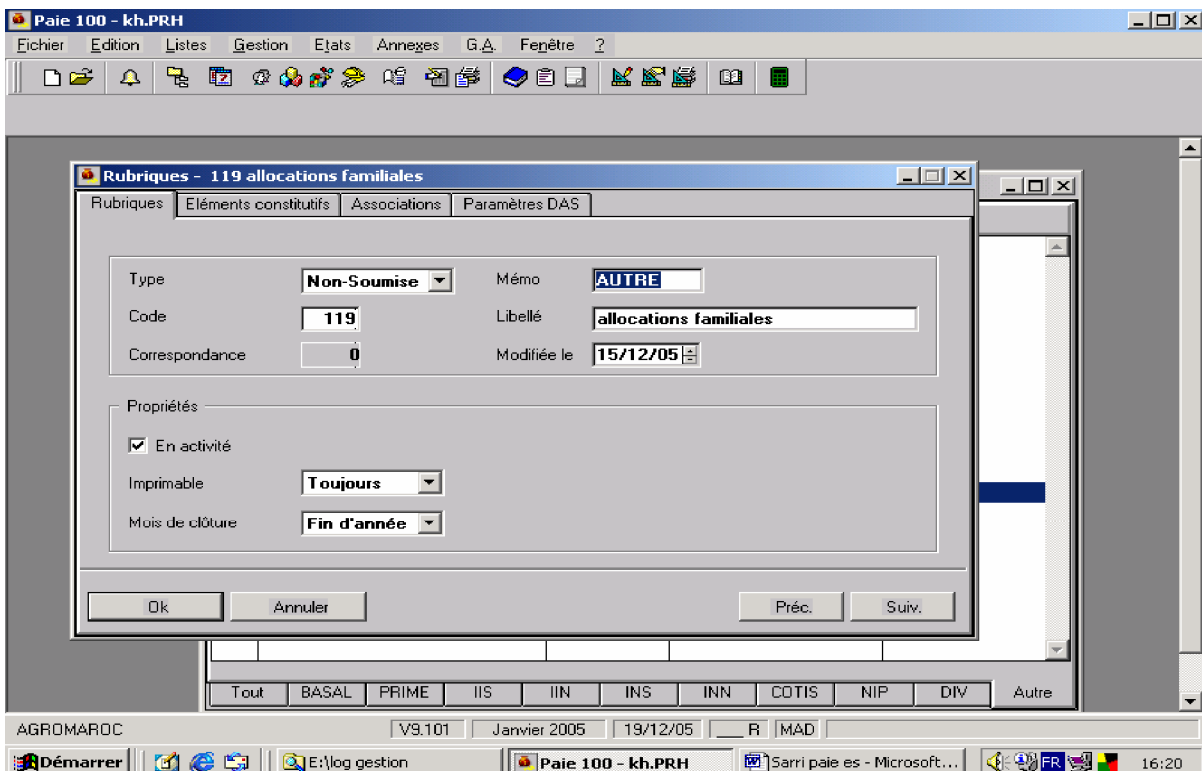 Paie 100 - kh.PRH
Fichier Edition Listes Gestion Etats Annexes G.A. Fenêtre ?
Rubriques - 119 allocations familiales
Rubriques Eléments constitutifs Associations Paramètres DAS
Type Non-Soumise Mémo AUTRE
Code 119 Libellé allocations familiales
Correspondance 0 Modifiée le 15/12/05
Propriétés
En activité
Imprimable Toujours
Mois de clôture Fin d'année
Ok Annuler Préc. Suiv.
Tout BASAL PRIME IIS IIN INS INN COTIS NIP DIV Autre
AGROMAROC V9.101 Janvier 2005 19/12/05 ___ R MAD
Démarrer E:\log gestion Paie 100 - kh.PRH Sarri paie es - Microsoft... FR 16:20